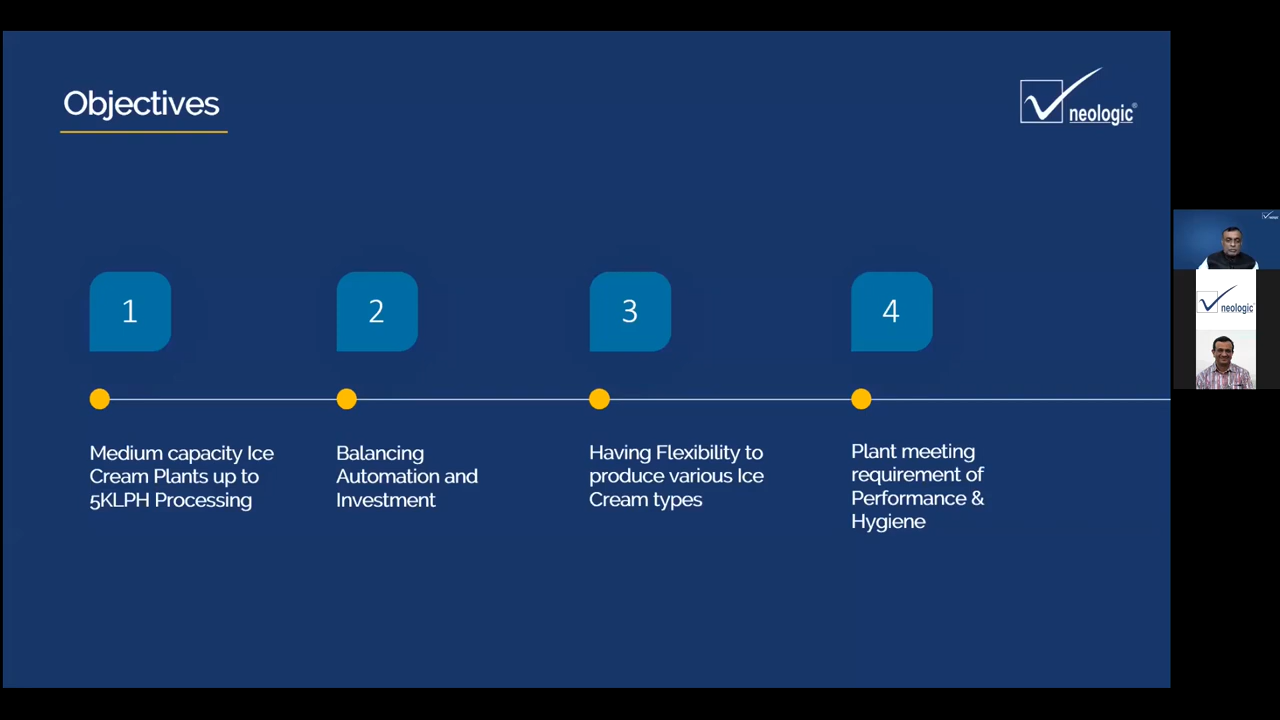 Objectives
neologic®
1
2
3
4
Medium capacity Ice
Cream Plants up to
5KLPH Processing
Balancing
Automation and
Investment
Having Flexibility to
produce various Ice
Cream types
Plant meeting
requirement of
Performance &
Hygiene
neologic